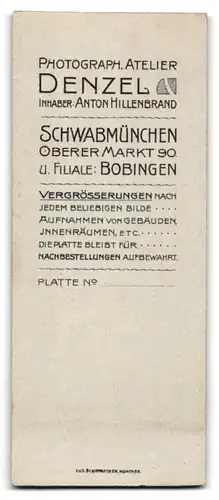 PHOTOGRAPH. ATELIER
DENZEL
INHABER: ANTON HILLENBRAND
SCHWABMÜNCHEN
OBERER MARKT 90.
U. FILIALE: BOBINGEN
VERGRÖSSERUNGEN NACH
JEDEM BELIEBIGEN BILDE ····
AUFNAHMEN VON GEBÄUDEN,
JNNENRÄUMEN, ETC. ······
DIE PLATTE BLEIBT FÜR ·····
NACHBESTELLUNGEN AUFBEWAHRT.
PLATTE No